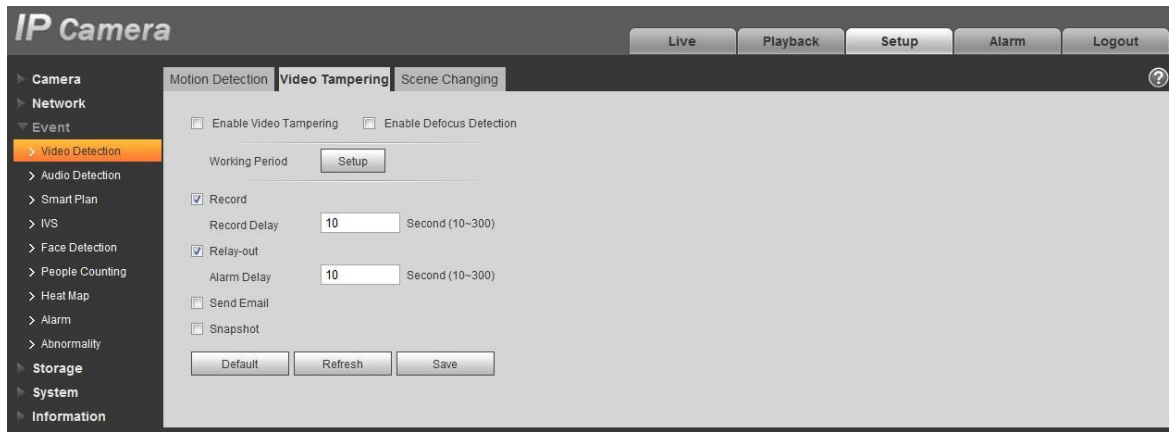 IP Camera
Live Playback Setup Alarm Logout
Camera
Network
Event
Video Detection
Audio Detection
Smart Plan
IVS
Face Detection
People Counting
Heat Map
Alarm
Abnormality
Storage
System
Information
Motion Detection Video Tampering Scene Changing
?
Enable Video Tampering Enable Defocus Detection
Working Period Setup
Record
Record Delay 10 Second (10~300)
Relay-out
Alarm Delay 10 Second (10~300)
Send Email
Snapshot
Default Refresh Save